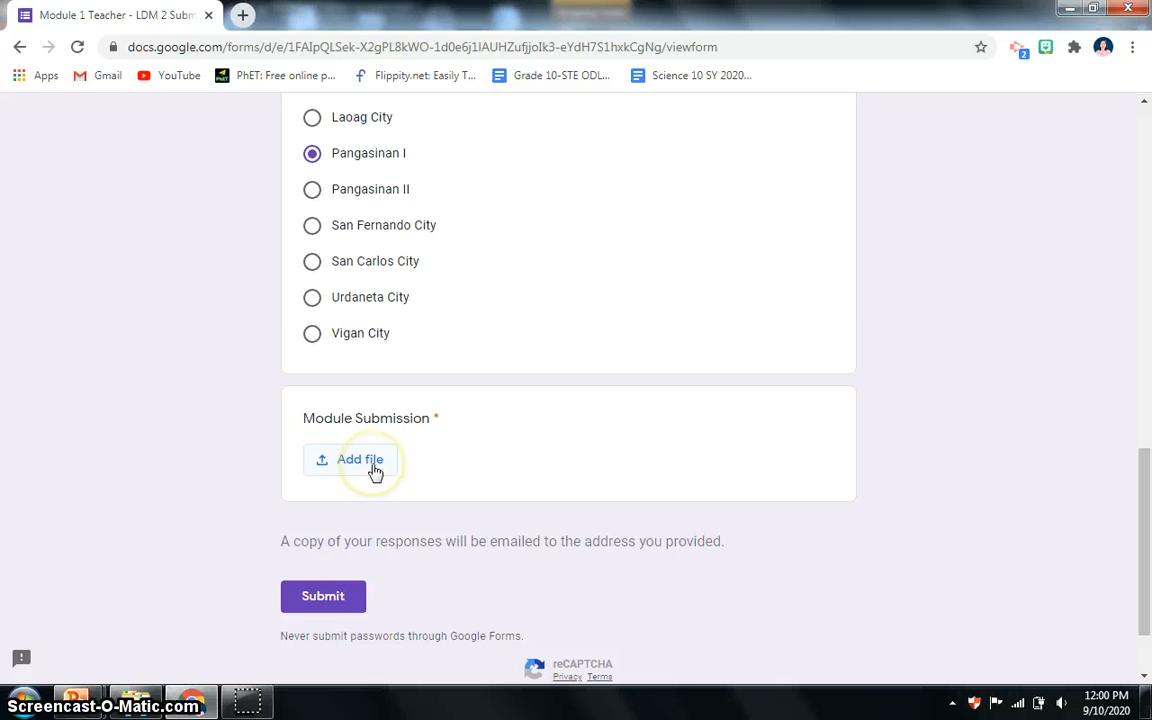 Module 1 Teacher - LDM 2 Subm
docs.google.com/forms/d/e/1FAIpQLSek-X2gPL8kWO-1d0e6j1lAUHZufjjoIk3-eYdH7S1hxkCgNg/viewform
2
Apps
Gmail
YouTube
PhET: Free online p...
Flippity.net: Easily T...
Grade 10-STE ODL...
Science 10 SY 2020...
Laoag City
Pangasinan I
Pangasinan II
San Fernando City
San Carlos City
Urdaneta City
Vigan City
Module Submission *
Add file
A copy of your responses will be emailed to the address you provided.
Submit
Never submit passwords through Google Forms.
reCAPTCHA
Privacy Terms
Screencast-O-Matic.com
12:00 PM
9/10/2020